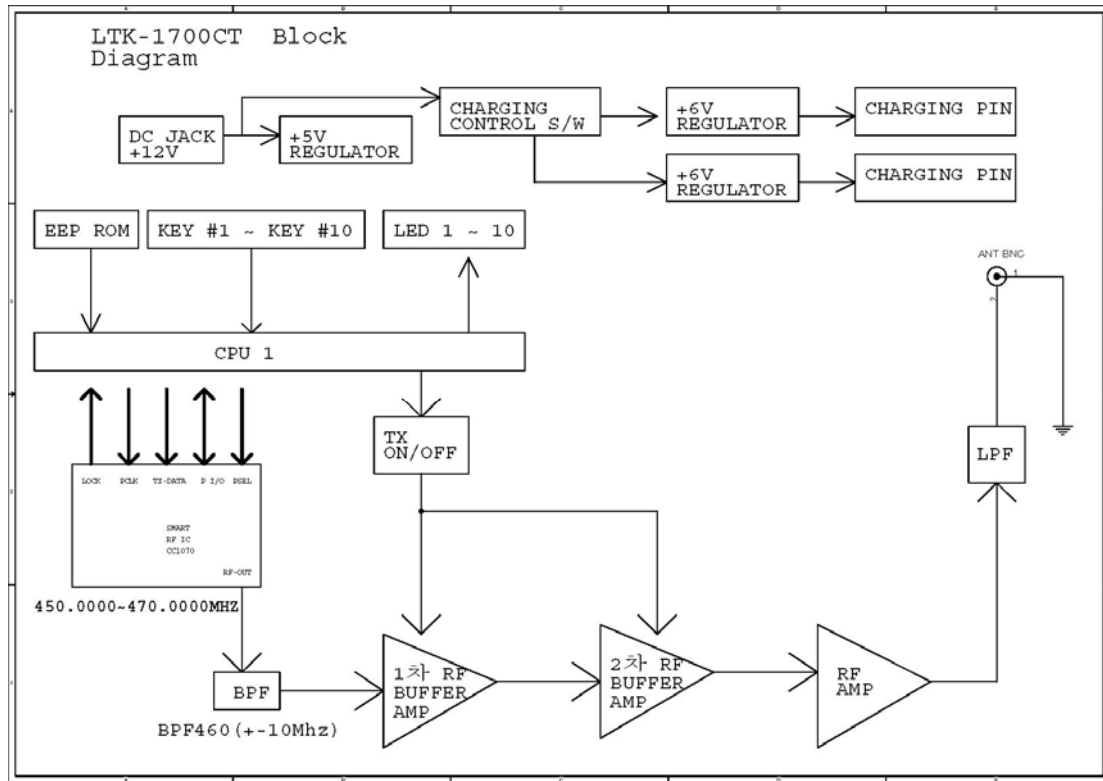 LTK-1700CT Block
Diagram
DC JACK
+12V
+5V
REGULATOR
CHARGING
CONTROL S/W
+6V
REGULATOR
CHARGING PIN
+6V
REGULATOR
CHARGING PIN
EEP ROM
KEY #1 ~ KEY #10
LED 1 ~ 10
ANT BNC
1
2
CPU 1
TX
ON/OFF
LPF
LOCK
PCLK
TX-DATA
P I/O
PSEL
SMART
RF IC
CC1070
RF-OUT
450.0000~470.0000MHZ
BPF
BPF460(+-10Mhz)
1차 RF
BUFFER
AMP
2차 RF
BUFFER
AMP
RF
AMP